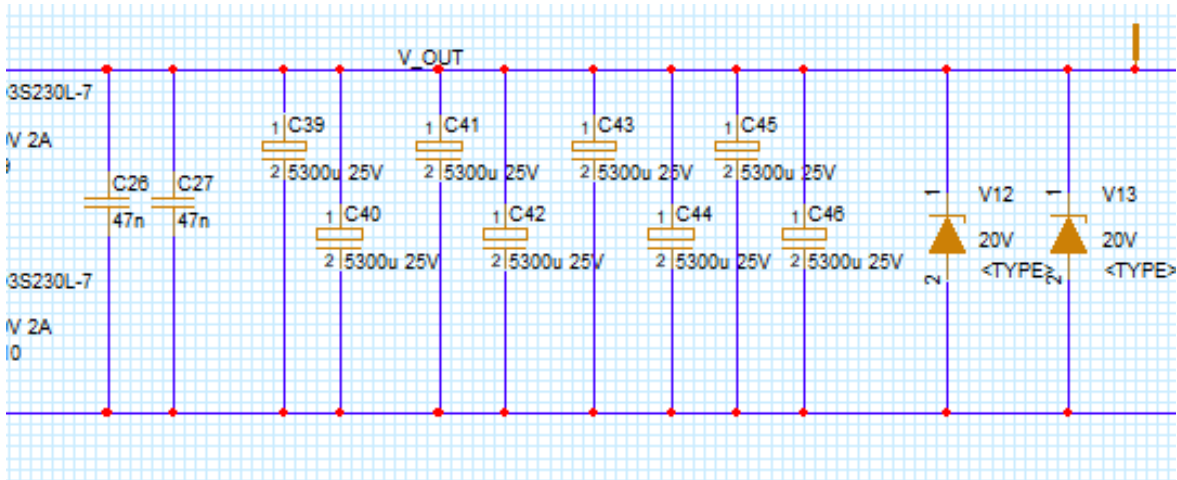 V_OUT
3S230L-7
V 2A
C26
47n
C27
47n
1 C39
2 5300u 25V
1 C40
2 5300u 25V
1 C41
2 5300u 25V
1 C42
2 5300u 25V
1 C43
2 5300u 25V
1 C44
2 5300u 25V
1 C45
2 5300u 25V
1 C46
2 5300u 25V
1
V12
20V
<TYPE>
2
1
V13
20V
<TYPE>
2
3S230L-7
V 2A
0